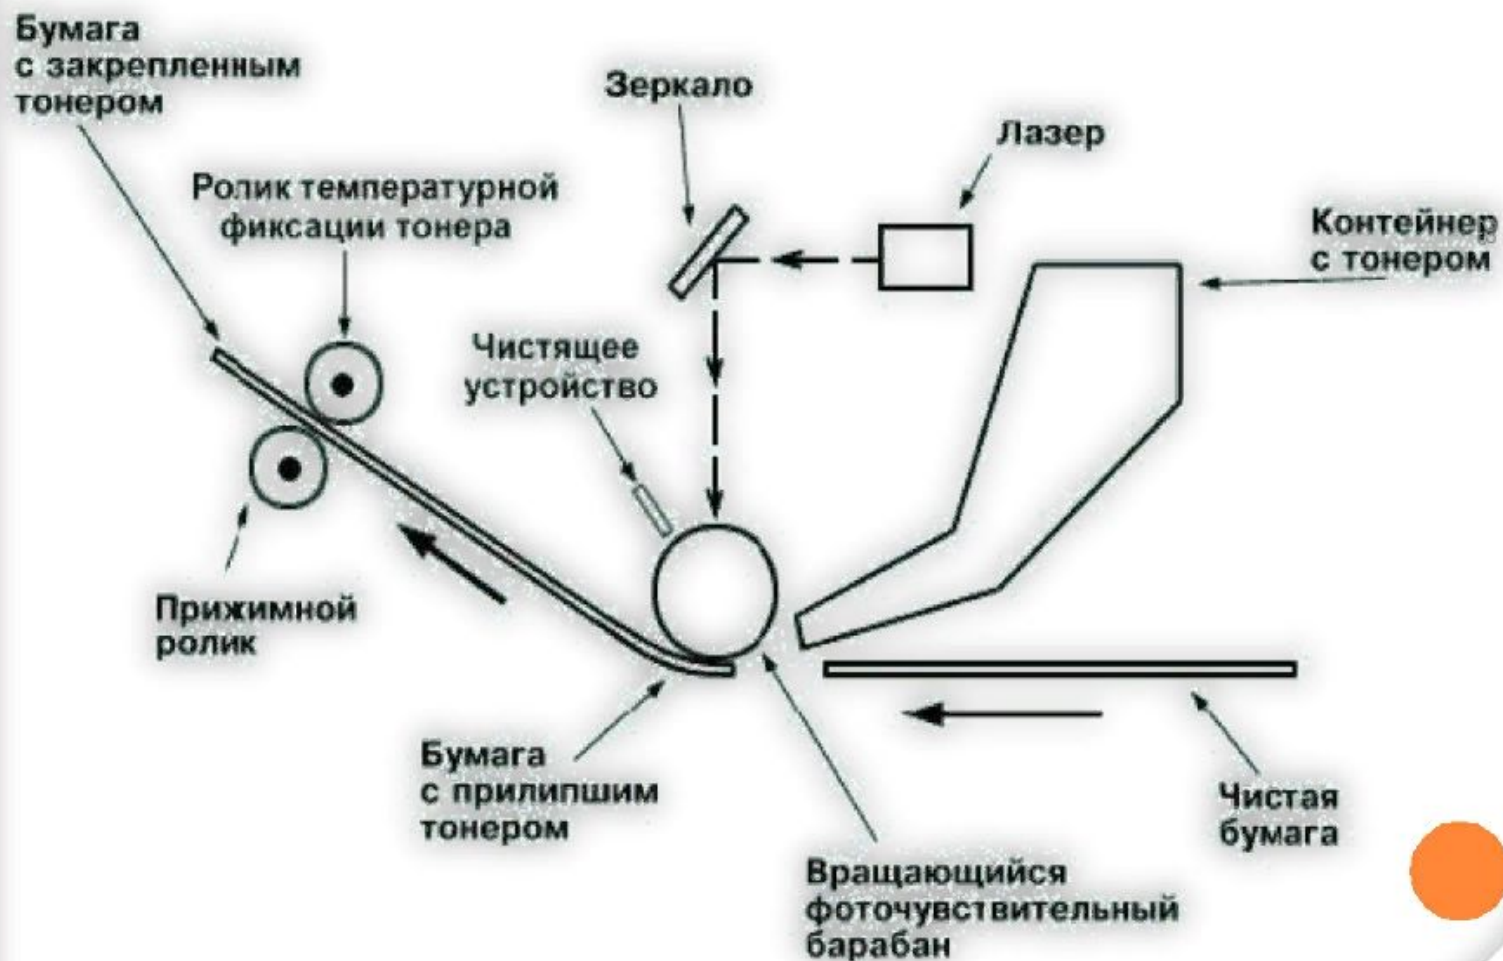 Бумага
с закрепленным
тонером
Зеркало
Лазер
Ролик температурной
фиксации тонера
Контейнер
с тонером
Чистящее
устройство
Прижимной
ролик
Бумага
с прилипшим
тонером
Чистая
бумага
Вращающийся
фоточувствительный
барабан